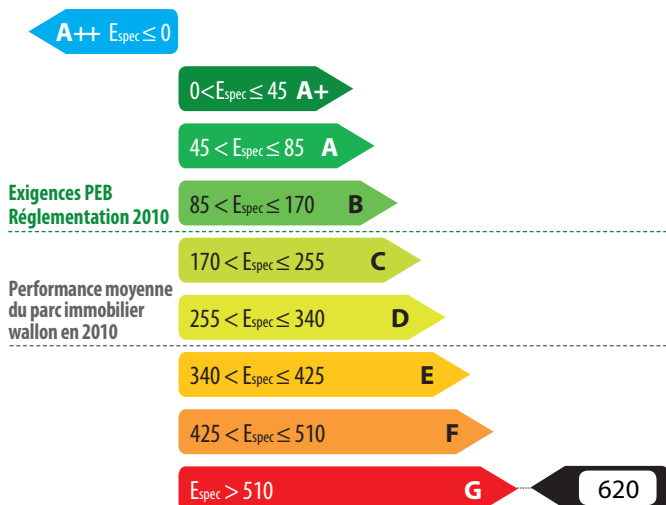 A++ Espec ≤ 0
0 < Espec ≤ 45 A+
45 < Espec ≤ 85 A
Exigences PEB
Réglementation 2010
85 < Espec ≤ 170 B
170 < Espec ≤ 255 C
Performance moyenne
du parc immobilier
wallon en 2010
255 < Espec ≤ 340 D
340 < Espec ≤ 425 E
425 < Espec ≤ 510 F
Espec > 510 G
620